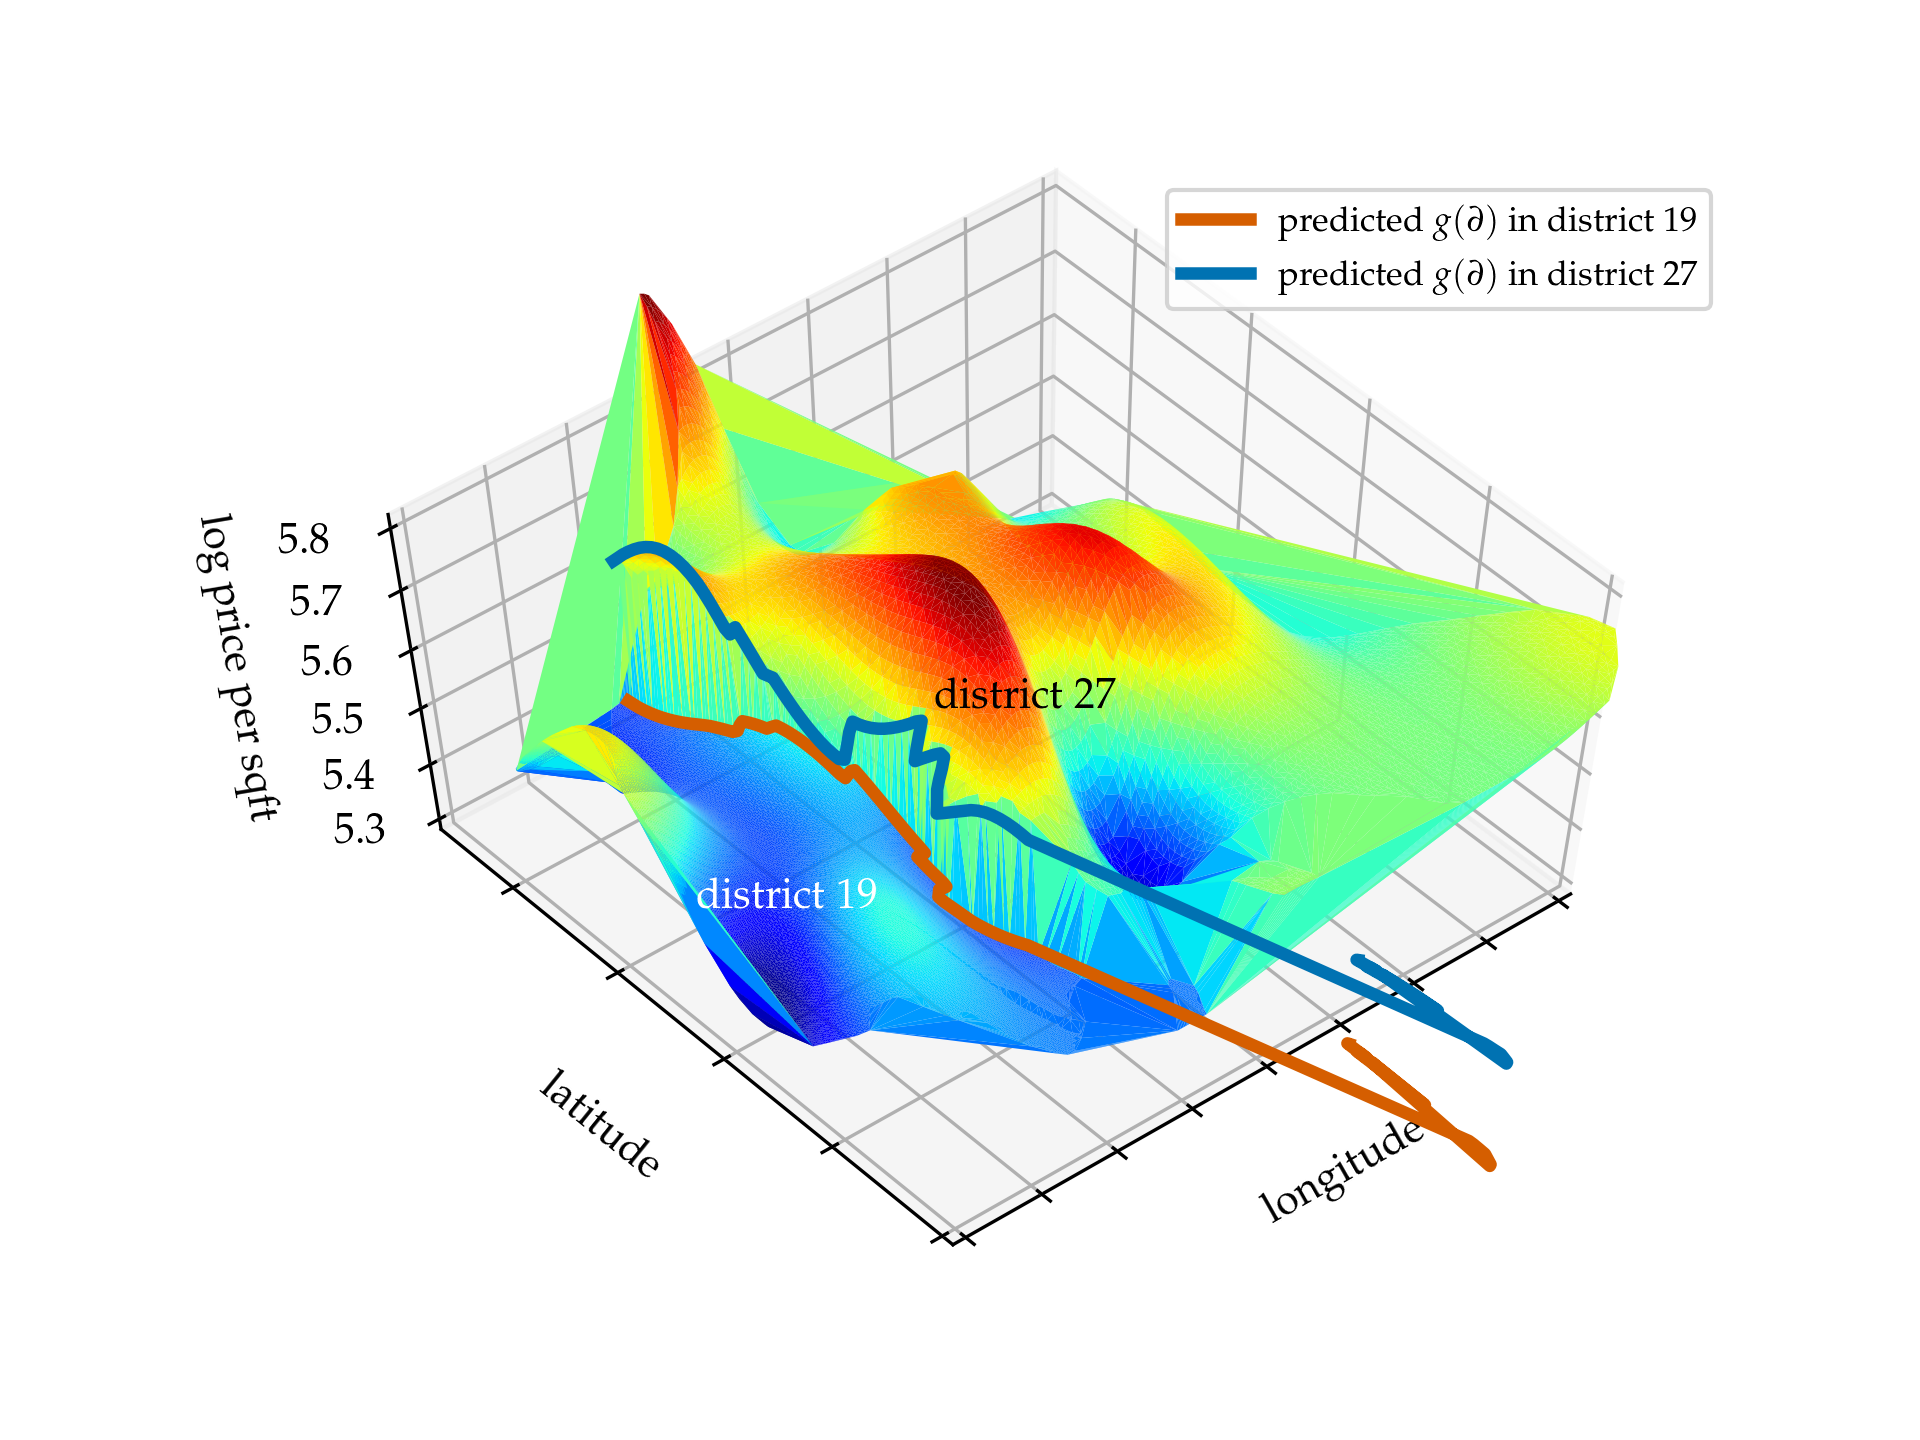 predicted g(∂) in district 19
predicted g(∂) in district 27
log price per sqft
5.8
5.7
5.6
5.5
5.4
5.3
district 27
district 19
latitude
longitude